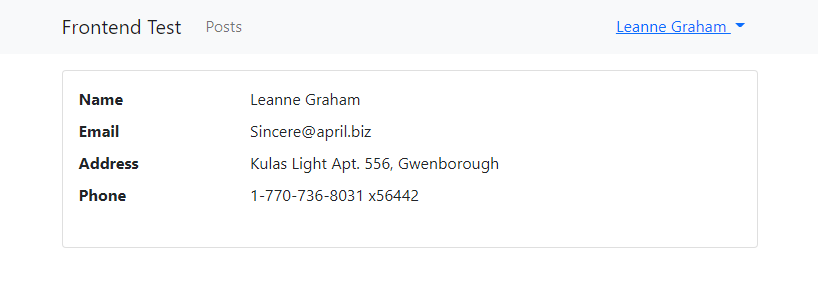 Frontend Test Posts Leanne Graham
Name Leanne Graham
Email Sincere@april.biz
Address Kulas Light Apt. 556, Gwenborough
Phone 1-770-736-8031 x56442